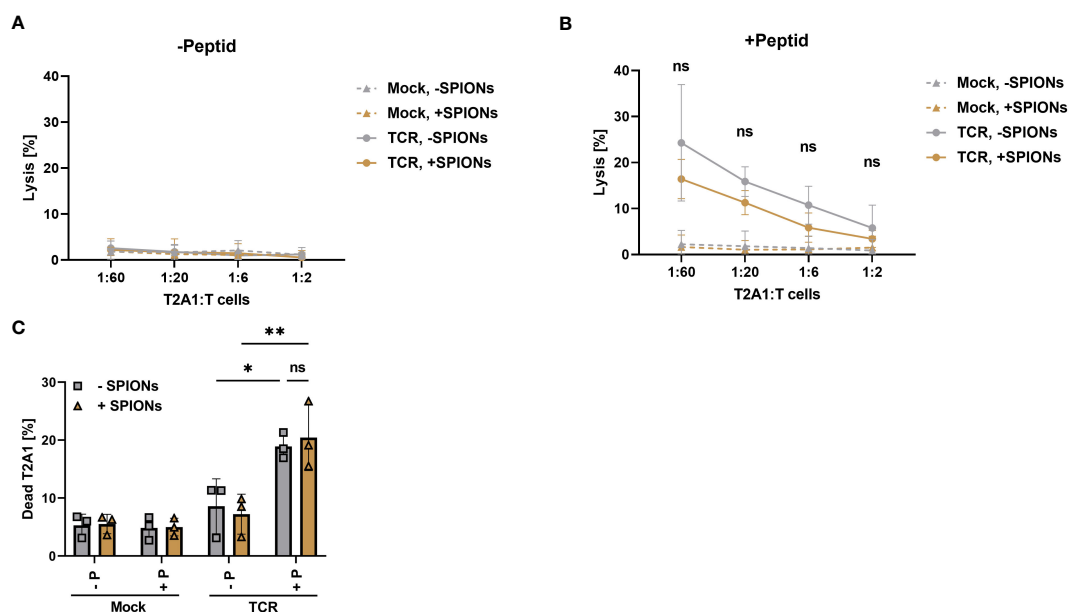 A
-Peptid
40
30
20
10
0
Lysis [%]
1:60 1:20 1:6 1:2
T2A1:T cells
Mock, -SPIONs
Mock, +SPIONs
TCR, -SPIONs
TCR, +SPIONs
B
+Peptid
ns
ns
ns
ns
40
30
20
10
0
Lysis [%]
1:60 1:20 1:6 1:2
T2A1:T cells
Mock, -SPIONs
Mock, +SPIONs
TCR, -SPIONs
TCR, +SPIONs
C
**
* ns
- SPIONs
+ SPIONs
30
20
10
0
Dead T2A1 [%]
- P + P - P + P
Mock TCR